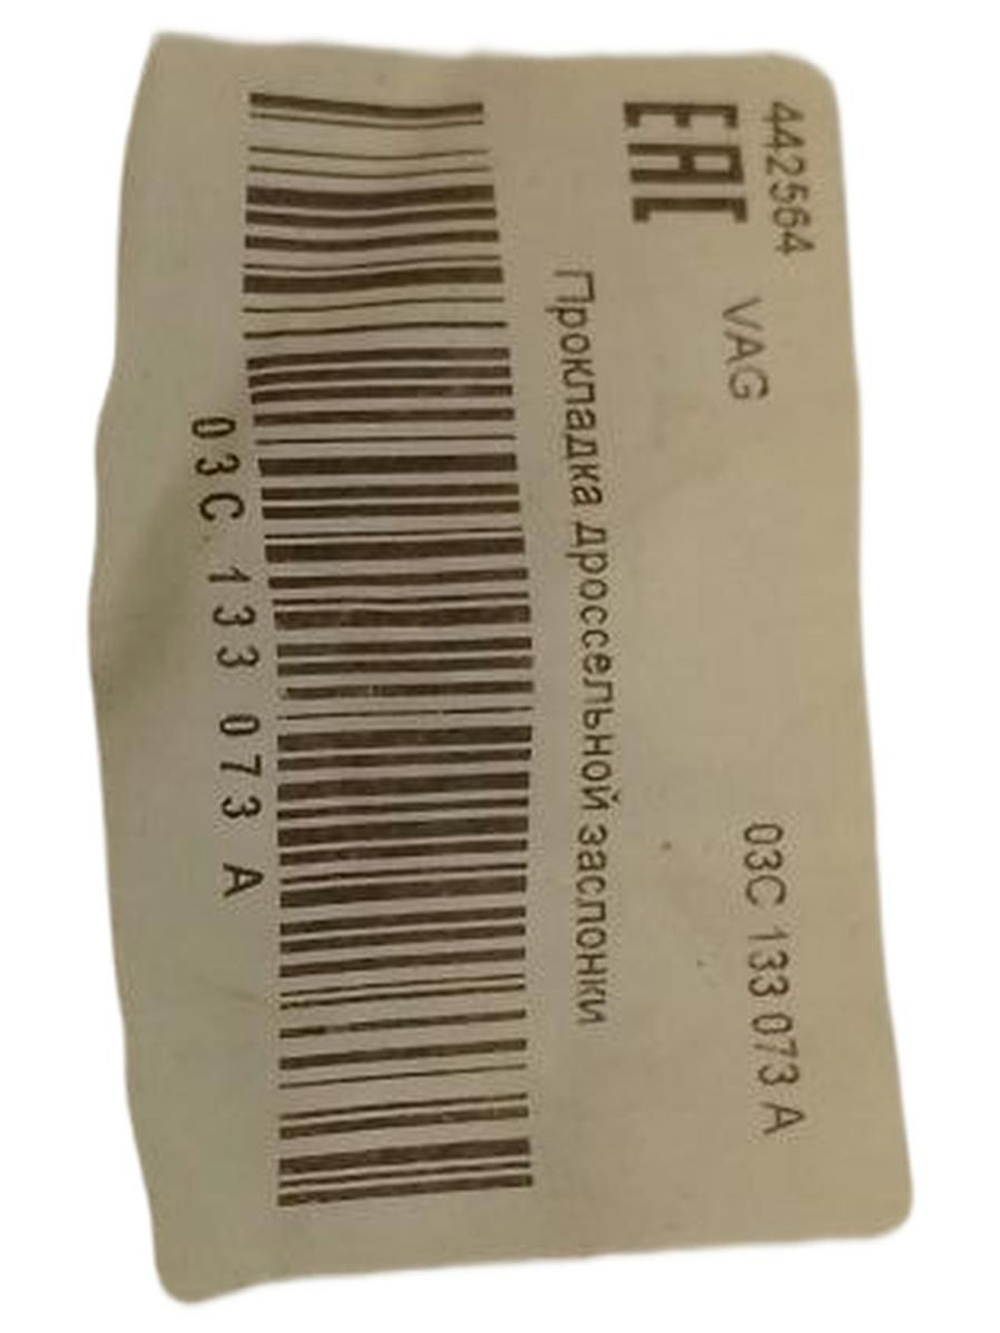 442564
EAC VAG 03C 133 073 A
Прокладка дроссельной заслонки
03C 133 073 A